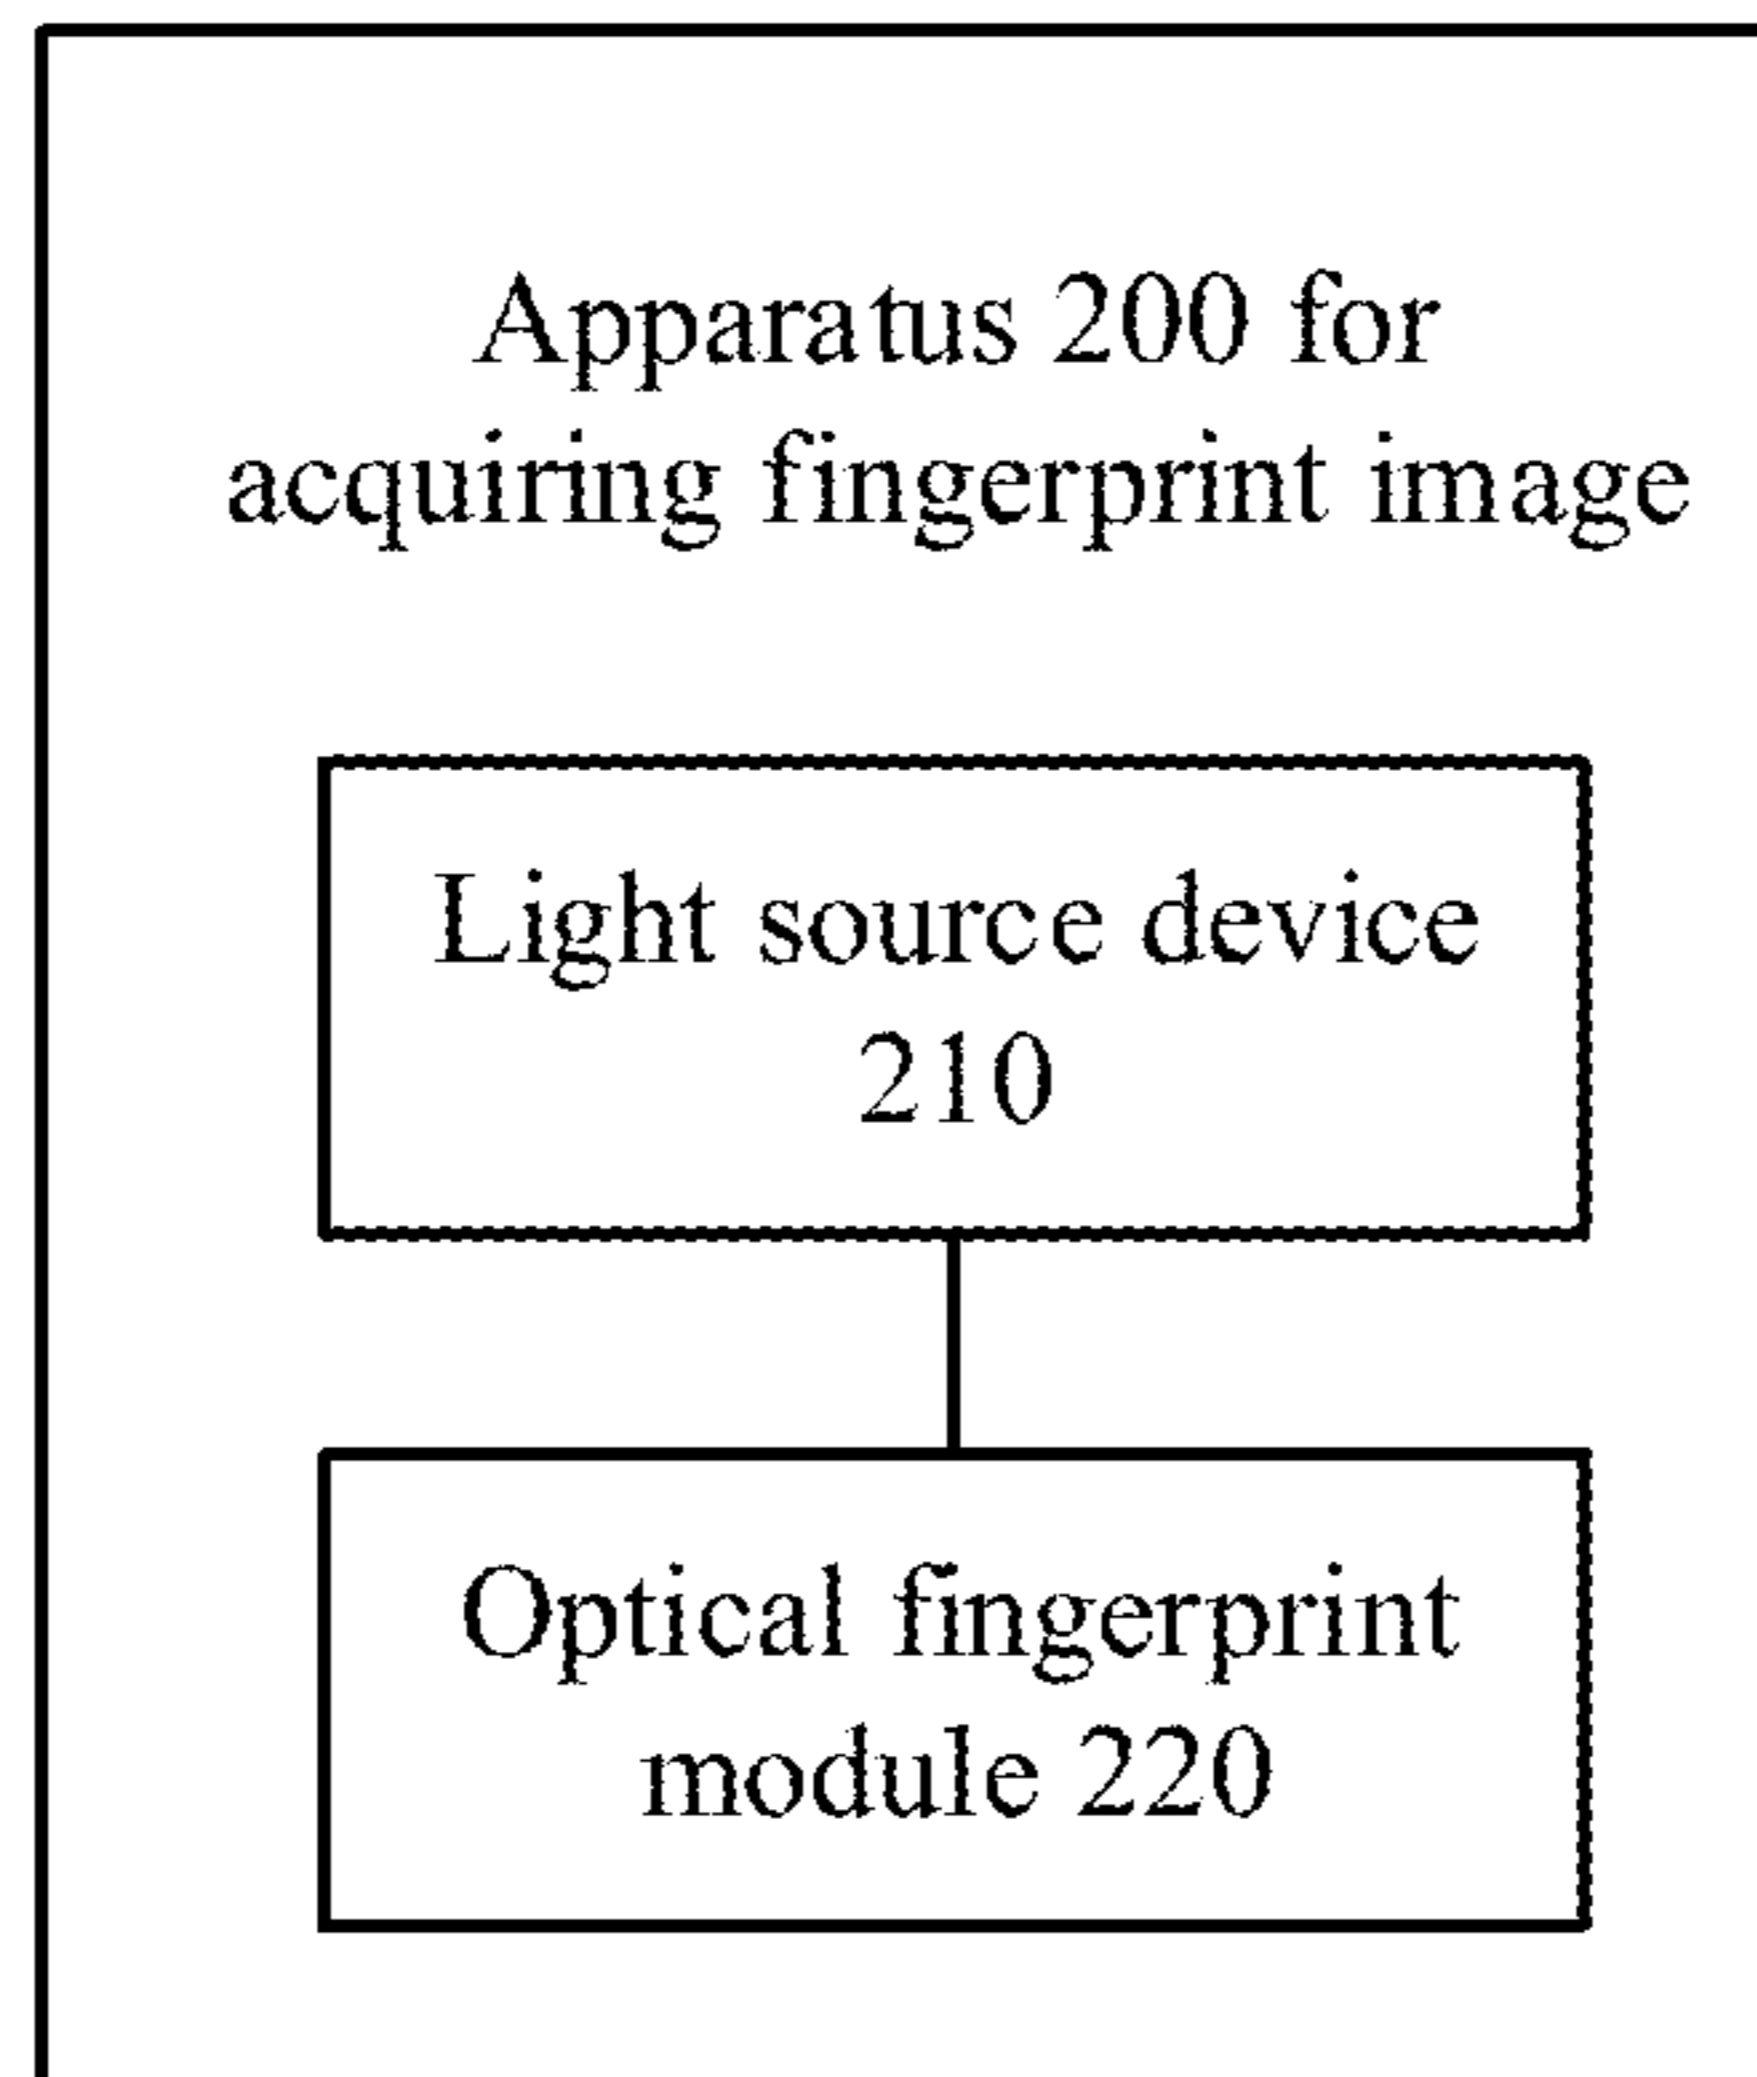 Apparatus 200 for
acquiring fingerprint image
Light source device
210
Optical fingerprint
module 220